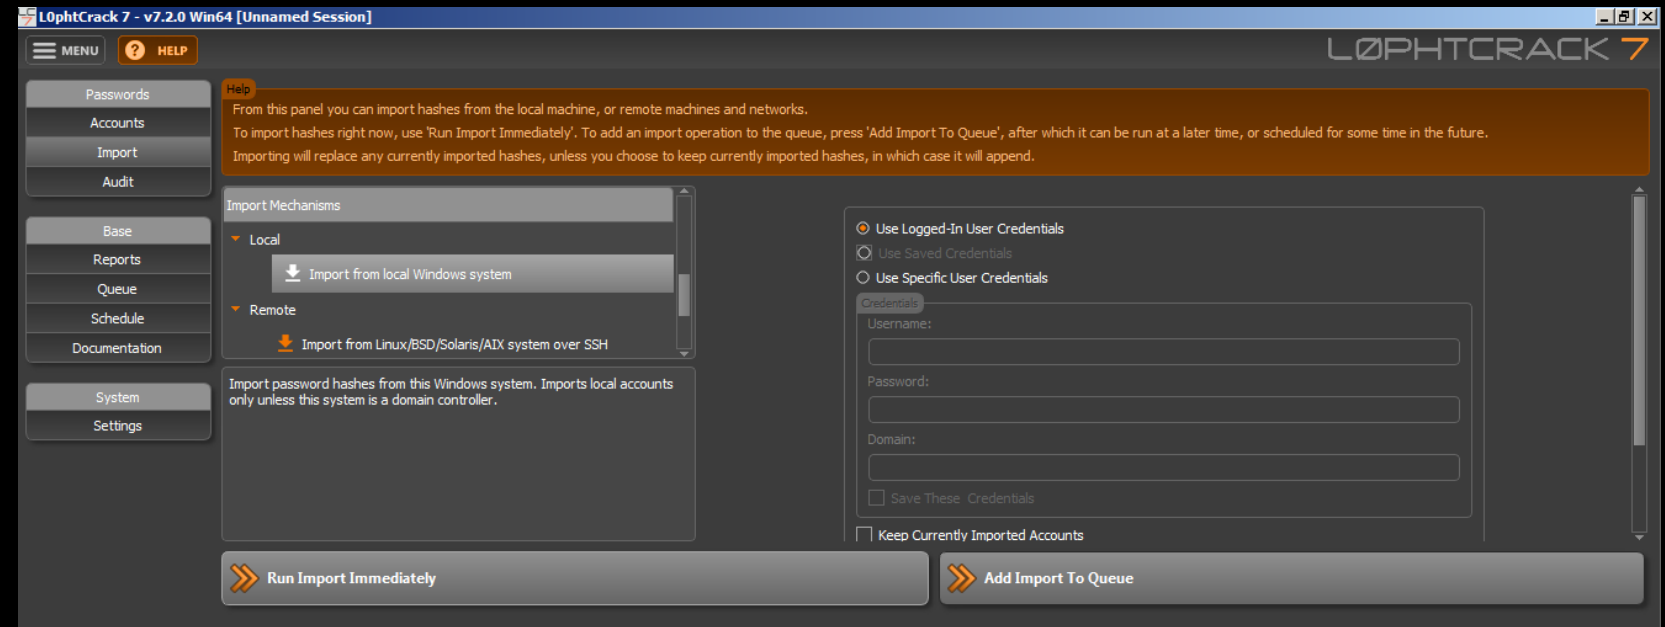 L0phtCrack 7 - v7.2.0 Win64 [Unnamed Session]
MENU
? HELP
LØPHTCRACK 7
Passwords
Accounts
Import
Audit
Base
Reports
Queue
Schedule
Documentation
System
Settings
Help
From this panel you can import hashes from the local machine, or remote machines and networks.
To import hashes right now, use 'Run Import Immediately'. To add an import operation to the queue, press 'Add Import To Queue', after which it can be run at a later time, or scheduled for some time in the future.
Importing will replace any currently imported hashes, unless you choose to keep currently imported hashes, in which case it will append.
Import Mechanisms
Local
Import from local Windows system
Remote
Import from Linux/BSD/Solaris/AIX system over SSH
Import password hashes from this Windows system. Imports local accounts
only unless this system is a domain controller.
Use Logged-In User Credentials
Use Saved Credentials
Use Specific User Credentials
Credentials
Username:
Password:
Domain:
Save These Credentials
Keep Currently Imported Accounts
Run Import Immediately
Add Import To Queue